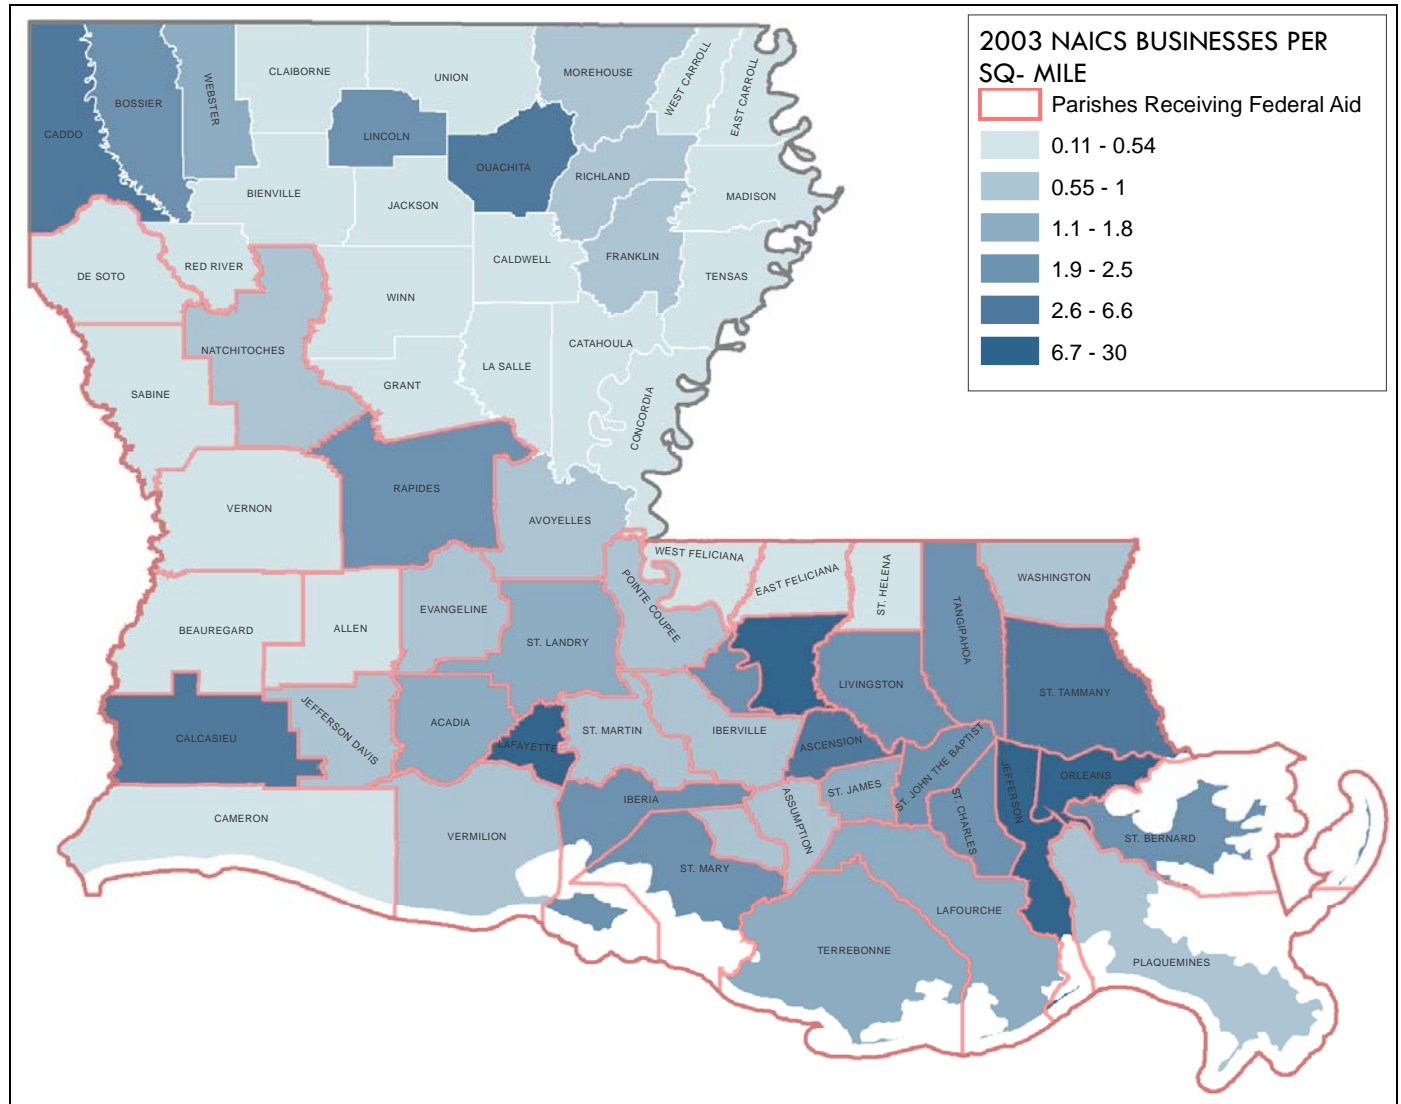 2003 NAICS BUSINESSES PER
SQ- MILE
Parishes Receiving Federal Aid
0.11 - 0.54
0.55 - 1
1.1 - 1.8
1.9 - 2.5
2.6 - 6.6
6.7 - 30
CADDO
BOSSIER
WEBSTER
CLAIBORNE
UNION
MOREHOUSE
WEST CARROLL
EAST CARROLL
LINCOLN
OUACHITA
RICHLAND
BIENVILLE
JACKSON
MADISON
DE SOTO
RED RIVER
CALDWELL
FRANKLIN
TENSAS
WINN
NATCHITOCHES
CATAHOULA
LA SALLE
SABINE
GRANT
CONCORDIA
RAPIDES
VERNON
AVOYELLES
WEST FELICIANA
EAST FELICIANA
ST. HELENA
WASHINGTON
POINTE COUPEE
TANGIPAHOA
EVANGELINE
BEAUREGARD
ALLEN
ST. LANDRY
LIVINGSTON
ST. TAMMANY
CALCASIEU
JEFFERSON DAVIS
ACADIA
LAFAYETTE
ST. MARTIN
IBERVILLE
ASCENSION
ST. JOHN THE BAPTIST
JEFFERSON
ORLEANS
ST. JAMES
ST. CHARLES
ASSUMPTION
IBERIA
CAMERON
VERMILION
ST. BERNARD
ST. MARY
LAFOURCHE
TERREBONNE
PLAQUEMINES